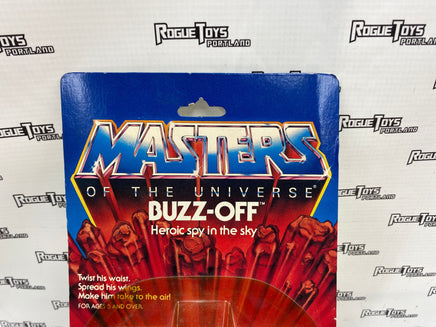 MASTERS
OF THE UNIVERSE®
BUZZ-OFF™
Heroic spy in the sky
Twist his waist.
Spread his wings.
Make him take to the air!
FOR AGES 5 AND OVER.
ROGUE TOYS
PORTLAND